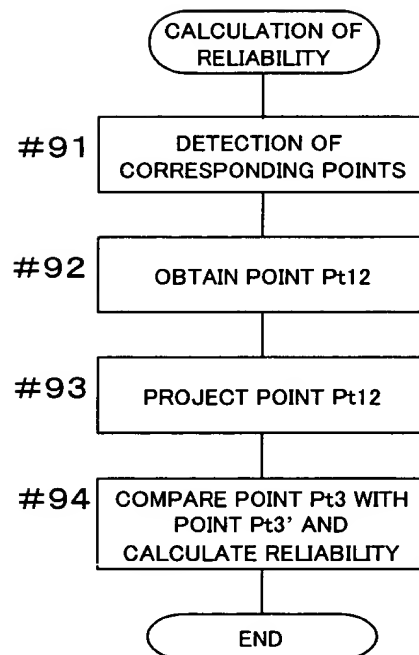 CALCULATION OF
RELIABILITY
#91
DETECTION OF
CORRESPONDING POINTS
#92
OBTAIN POINT Pt12
#93
PROJECT POINT Pt12
#94
COMPARE POINT Pt3 WITH
POINT Pt3' AND
CALCULATE RELIABILITY
END